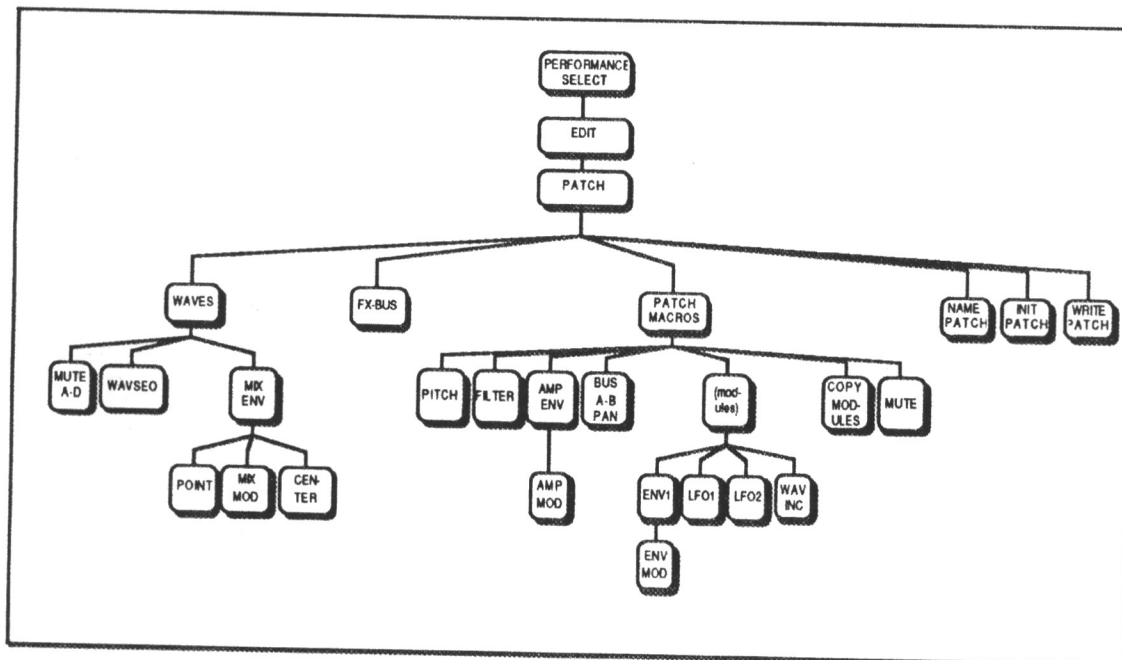 PERFORMANCE
SELECT
EDIT
PATCH
WAVES
FX-BUS
PATCH
MACROS
NAME
PATCH
INIT
PATCH
WRITE
PATCH
MUTE
A-D
WAVSEQ
MIX
ENV
PITCH
FILTER
AMP
ENV
BUS
A-B
PAN
(mod-
ules)
COPY
MOD-
ULES
MUTE
POINT
MIX
MOD
CEN-
TER
AMP
MOD
ENV1
LFO1
LFO2
WAV
INC
ENV
MOD